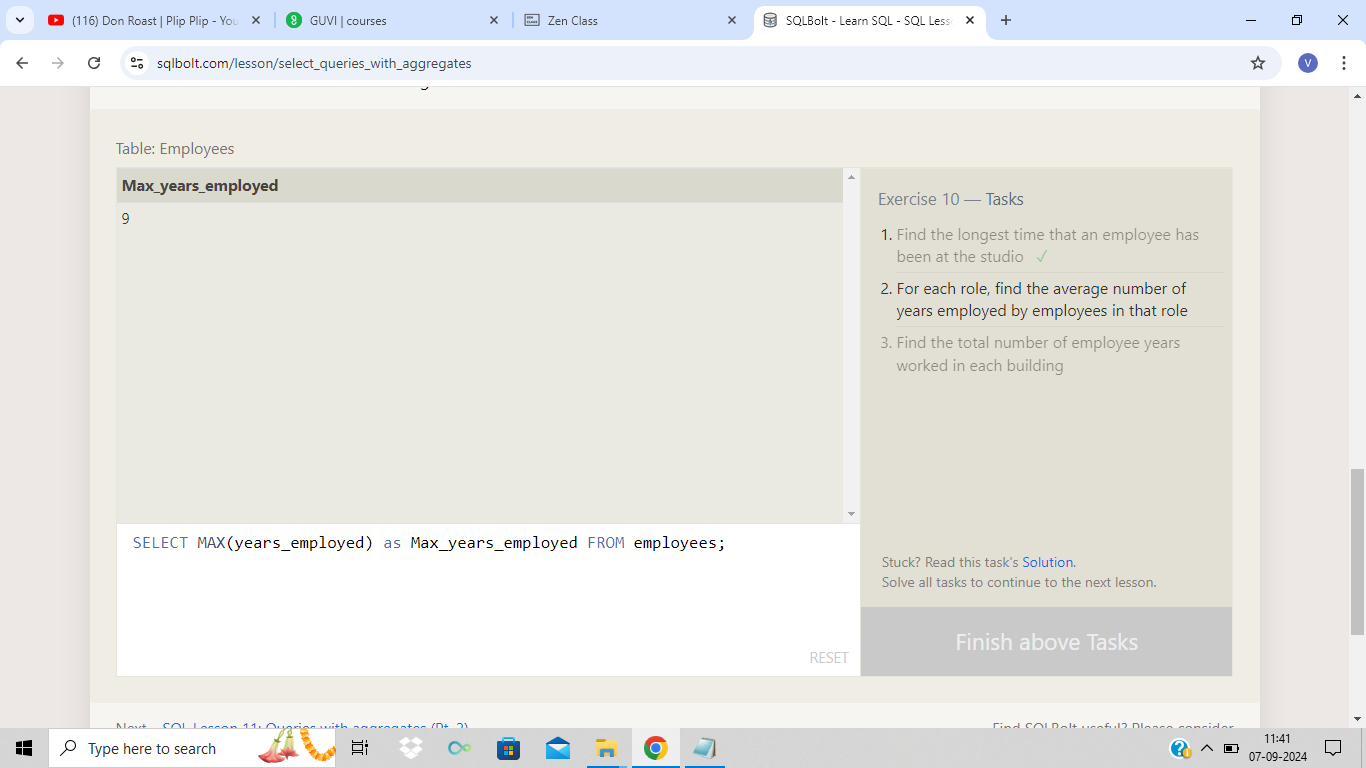 (116) Don Roast | Plip Plip - You
GUVI | courses
Zen Class
SQLBolt - Learn SQL - SQL Less
sqlbolt.com/lesson/select_queries_with_aggregates
V
Table: Employees
Max_years_employed
9
SELECT MAX(years_employed) as Max_years_employed FROM employees;
RESET
Exercise 10 — Tasks
1. Find the longest time that an employee has
been at the studio ✓
2. For each role, find the average number of
years employed by employees in that role
3. Find the total number of employee years
worked in each building
Stuck? Read this task's Solution.
Solve all tasks to continue to the next lesson.
Finish above Tasks
Next – SQL Lesson 11: Queries with aggregates (Pt. 2)
Find SQLBolt useful? Please consider
Type here to search
11:41
07-09-2024